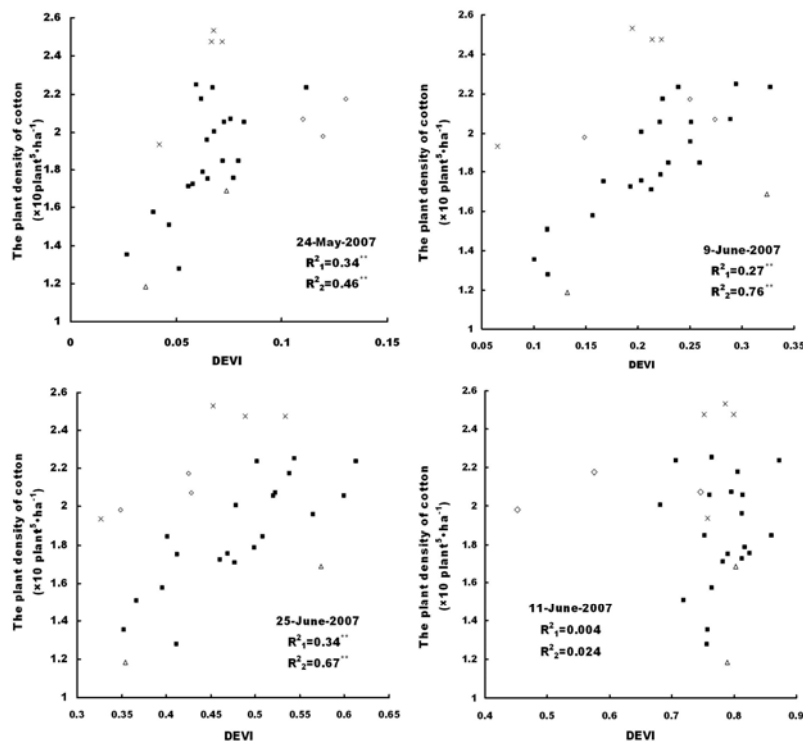 The plant density of cotton
(×10plant⁵•ha⁻¹)
2.6
2.4
2.2
2
1.8
1.6
1.4
1.2
1
0
0.05
0.1
0.15
DEVI
24-May-2007
R²₁=0.34**
R²₂=0.46**
The plant density of cotton
(×10 plant⁵•ha⁻¹)
2.6
2.4
2.2
2
1.8
1.6
1.4
1.2
1
0.05
0.1
0.15
0.2
0.25
0.3
0.35
DEVI
9-June-2007
R²₁=0.27**
R²₂=0.76**
The plant density of cotton
(×10 plant⁵•ha⁻¹)
2.6
2.4
2.2
2
1.8
1.6
1.4
1.2
1
0.3
0.35
0.4
0.45
0.5
0.55
0.6
0.65
DEVI
25-June-2007
R²₁=0.34**
R²₂=0.67**
The plant density of cotton
(×10 plant⁵•ha⁻¹)
2.6
2.4
2.2
2
1.8
1.6
1.4
1.2
1
0.4
0.5
0.6
0.7
0.8
0.9
DEVI
11-June-2007
R²₁=0.004
R²₂=0.024